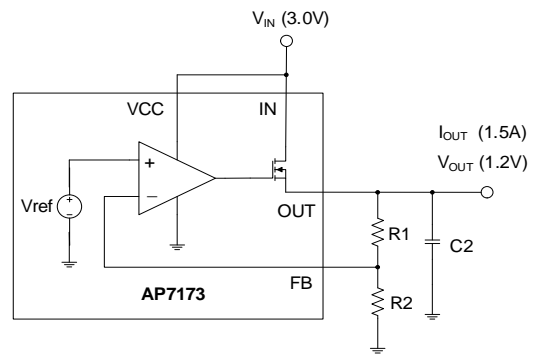 VIN (3.0V)
VCC
IN
IOUT (1.5A)
VOUT (1.2V)
+
−
Vref
+
-
OUT
R1
C2
FB
R2
AP7173